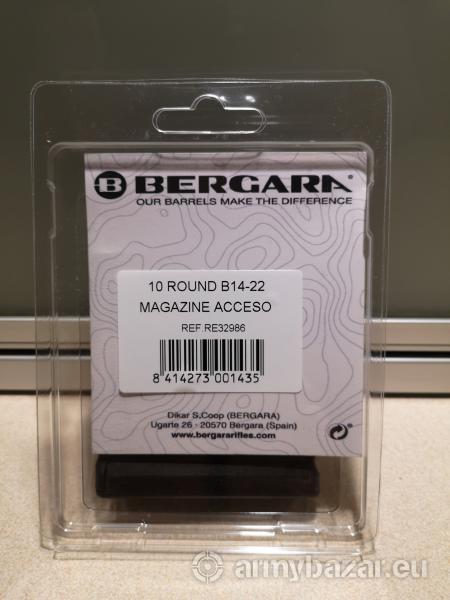 B BERGARA®
OUR BARRELS MAKE THE DIFFERENCE
10 ROUND B14-22
MAGAZINE ACCESO
REF.RE32986
8 414273 001435
Dikar S.Coop (BERGARA)
Ugarte 26 - 20570 Bergara (Spain)
www.bergararifles.com
armybazar.eu